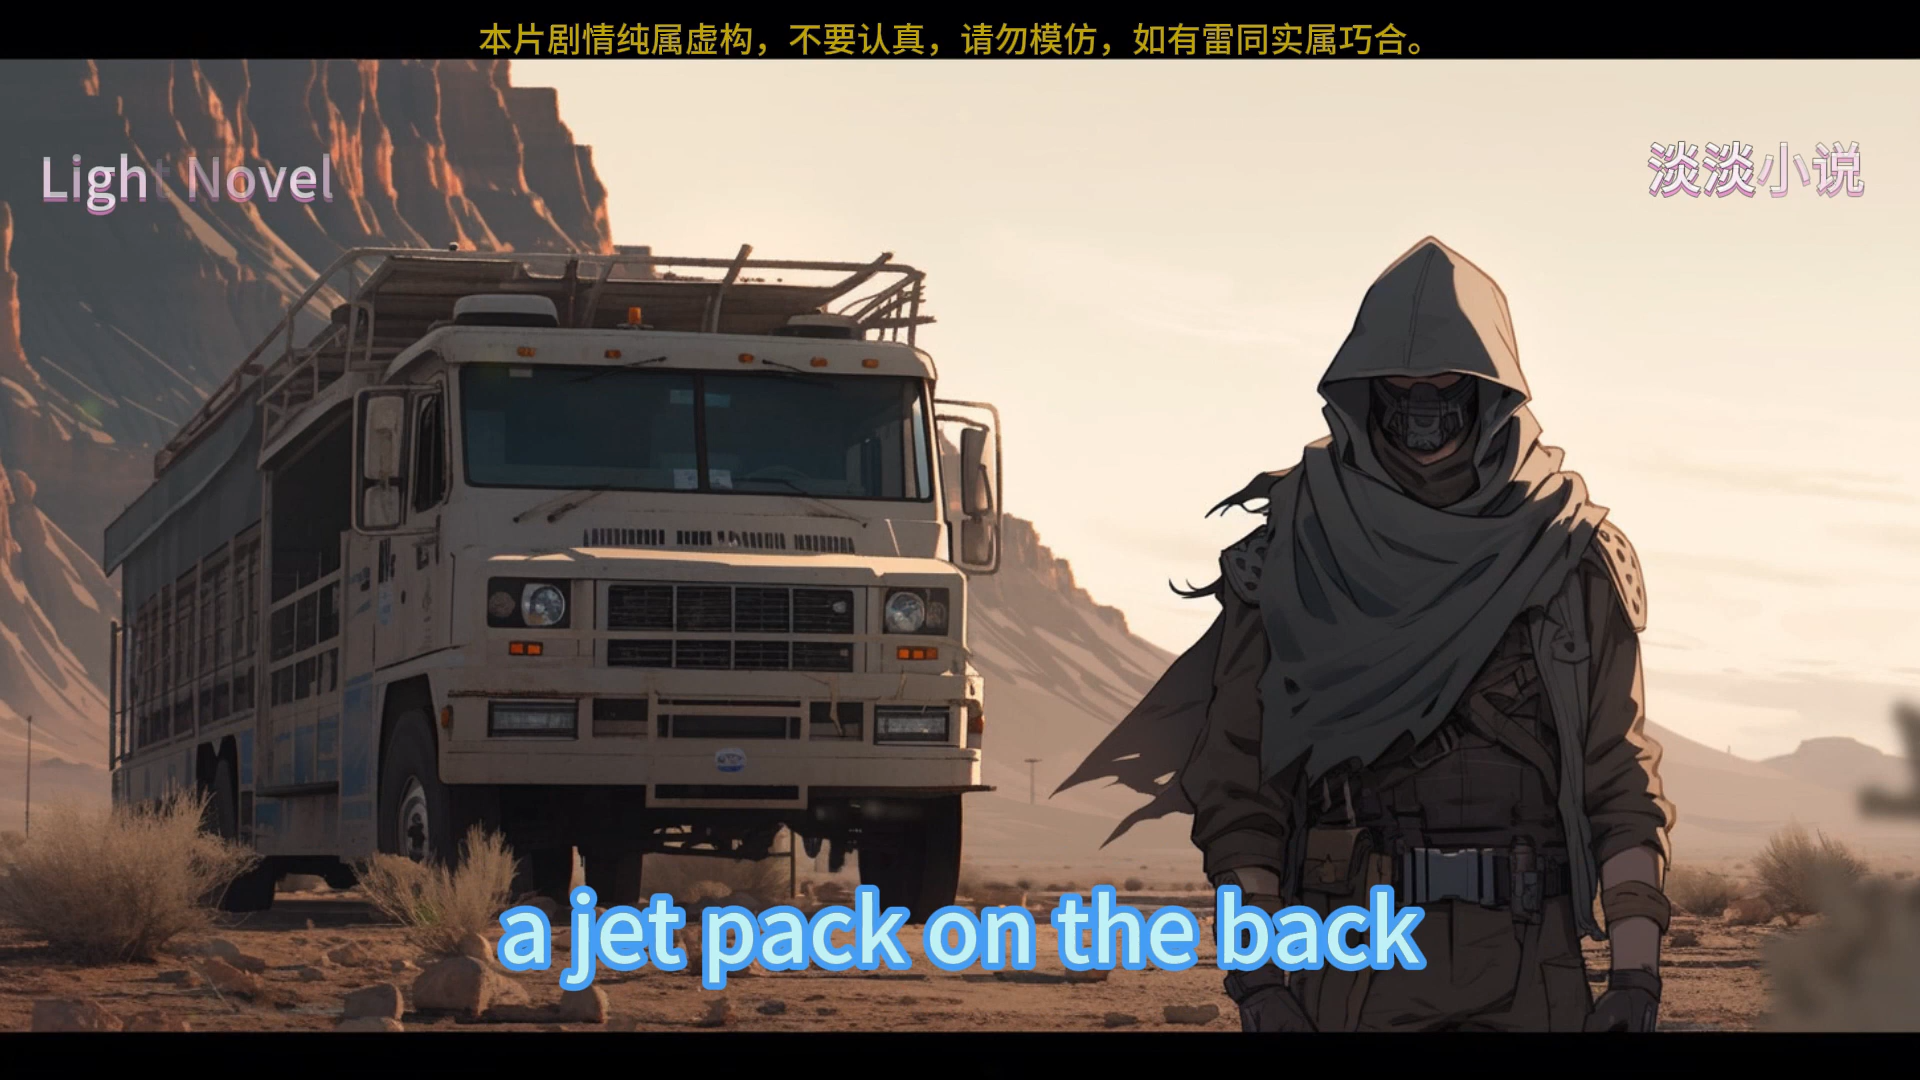 本片剧情纯属虚构，不要认真，请勿模仿，如有雷同实属巧合。
Light Novel
淡淡小说
a jet pack on the back